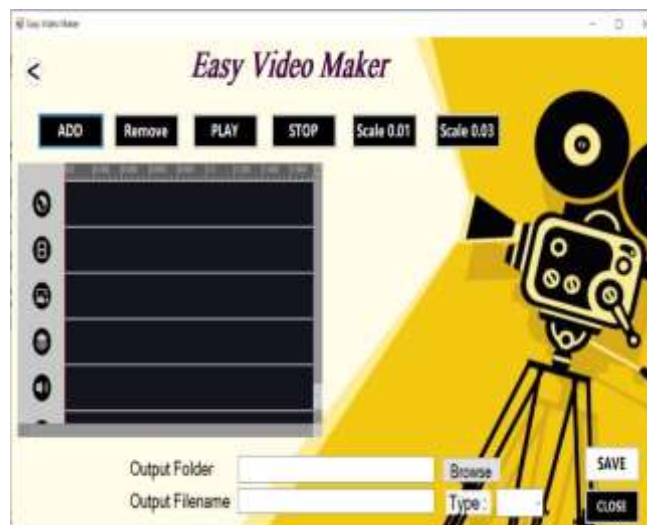 Easy Video Maker
<
Easy Video Maker
ADD Remove PLAY STOP Scale 0.01 Scale 0.03
Output Folder Browse SAVE
Output Filename Type : CLOSE